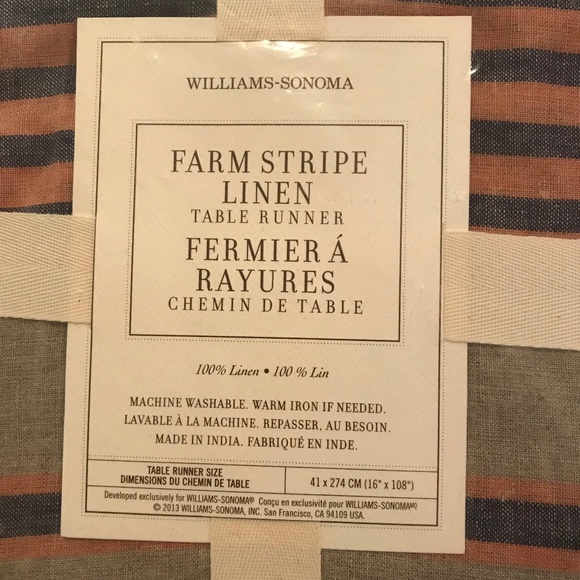 WILLIAMS-SONOMA
FARM STRIPE
LINEN
TABLE RUNNER
FERMIER Á
RAYURES
CHEMIN DE TABLE
100% Linen • 100 % Lin
MACHINE WASHABLE. WARM IRON IF NEEDED.
LAVABLE À LA MACHINE. REPASSER, AU BESOIN.
MADE IN INDIA. FABRIQUÉ EN INDE.
TABLE RUNNER SIZE
DIMENSIONS DU CHEMIN DE TABLE
41 x 274 CM (16" x 108")
Developed exclusively for WILLIAMS-SONOMA® Conçu en exclusivité pour WILLIAMS-SONOMAMD
© 2013 WILLIAMS-SONOMA, INC. San Francisco, CA 94109 USA.